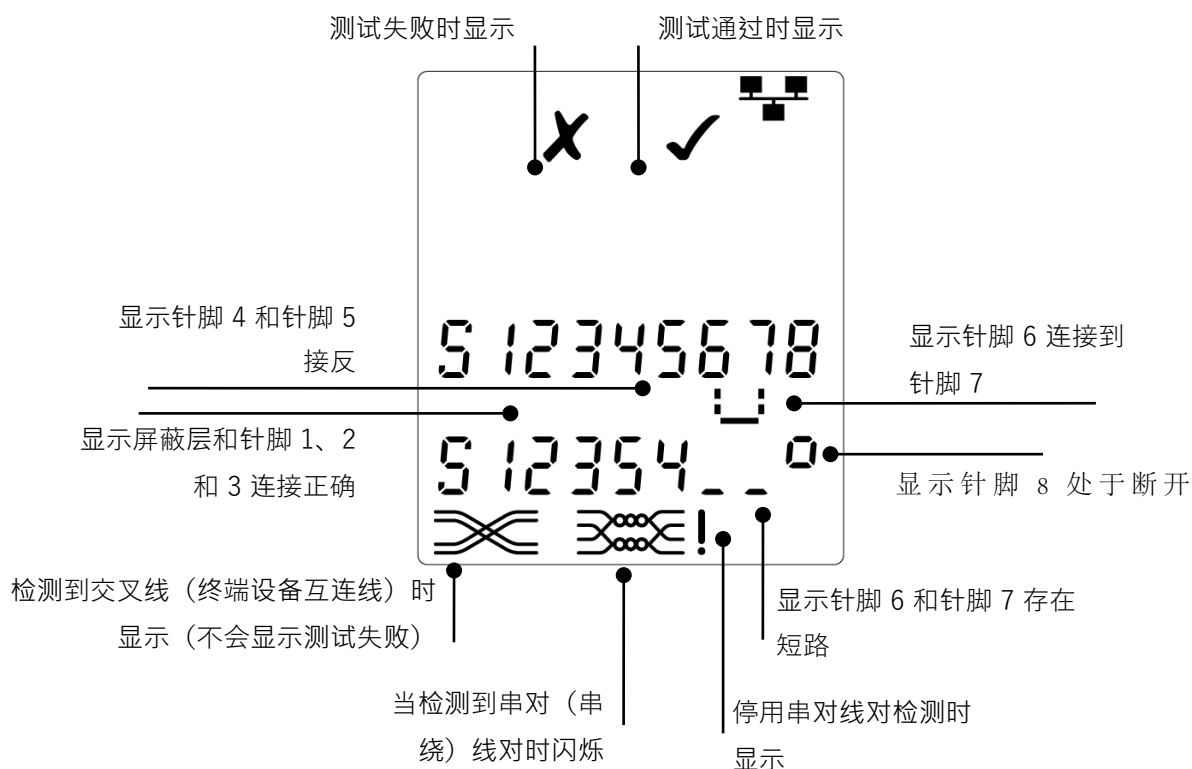 测试失败时显示
测试通过时显示
显示针脚 4 和针脚 5
接反
S12345678
显示针脚 6 连接到
针脚 7
显示屏蔽层和针脚 1、2
和 3 连接正确
S12354_ _o
显示针脚 8 处于断开
检测到交叉线（终端设备互连线）时
显示（不会显示测试失败）
!
显示针脚 6 和针脚 7 存在
短路
当检测到串对（串
绕）线对时闪烁
停用串对线对检测时
显示